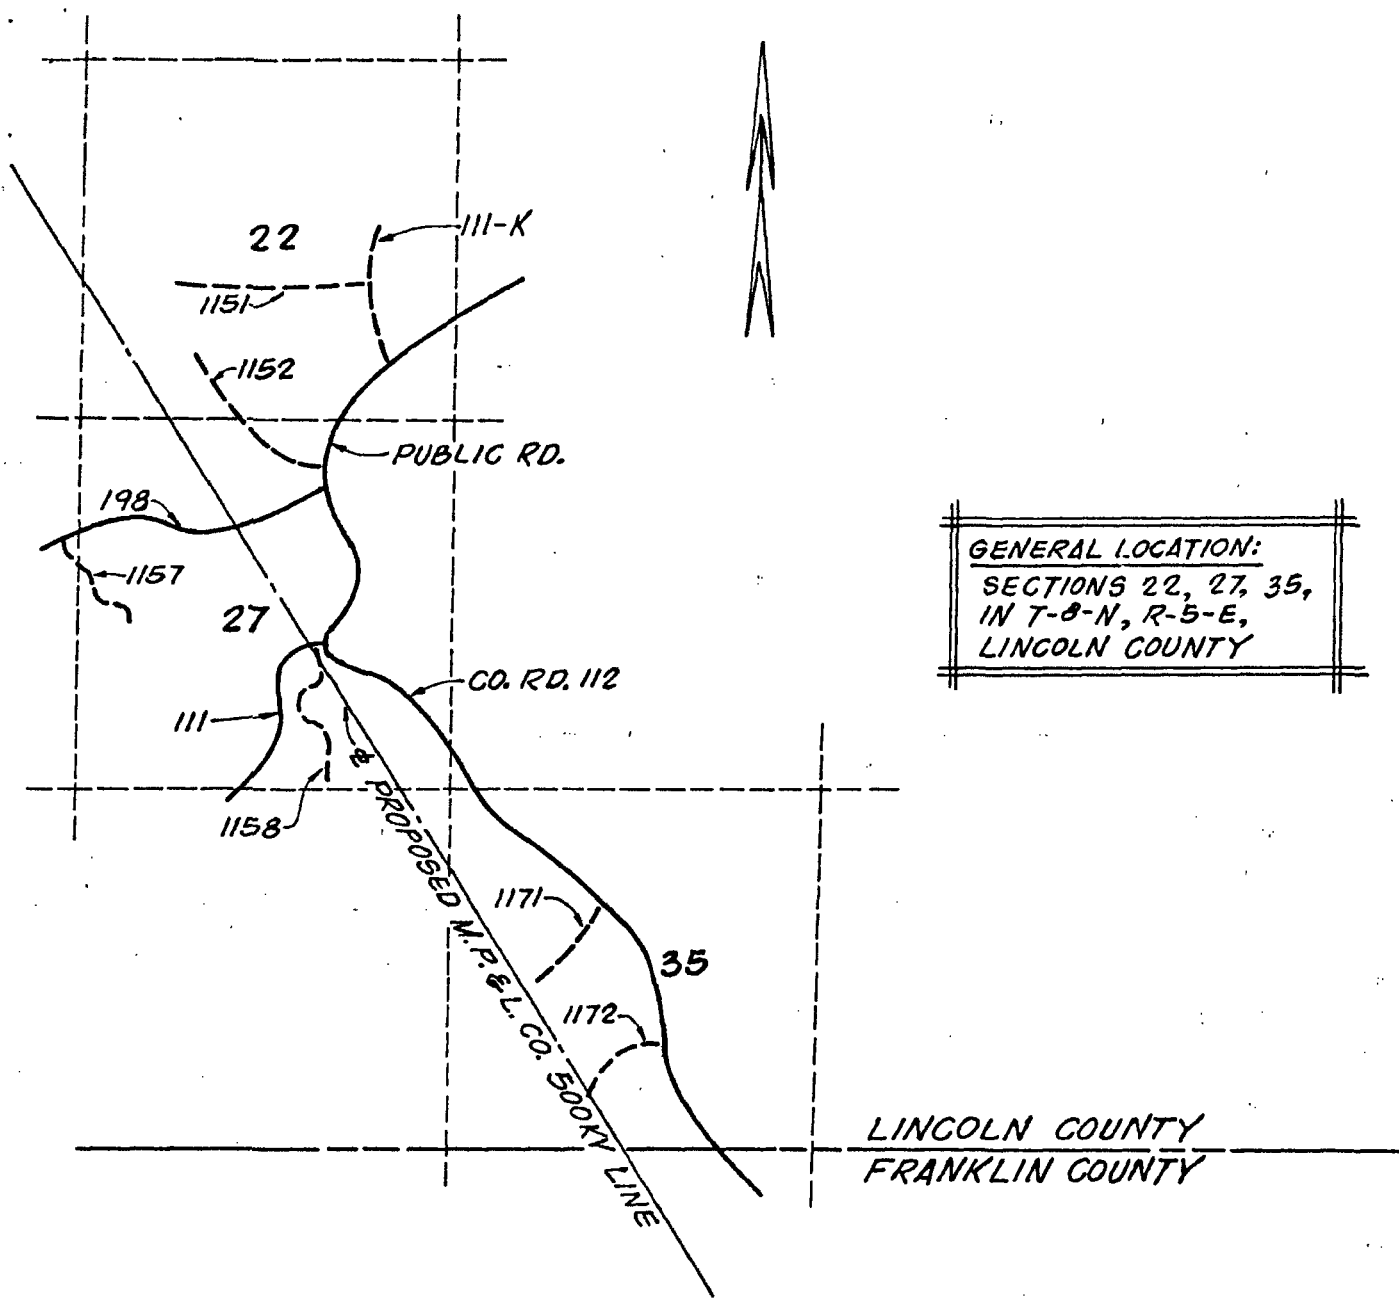 22
111-K
1151
1152
PUBLIC RD.
198
1157
27
CO. RD. 112
111
1158
℄ PROPOSED M.P.& L. CO. 500KV LINE
1171
35
1172
GENERAL LOCATION:
SECTIONS 22, 27, 35,
IN T-8-N, R-5-E,
LINCOLN COUNTY
LINCOLN COUNTY
FRANKLIN COUNTY